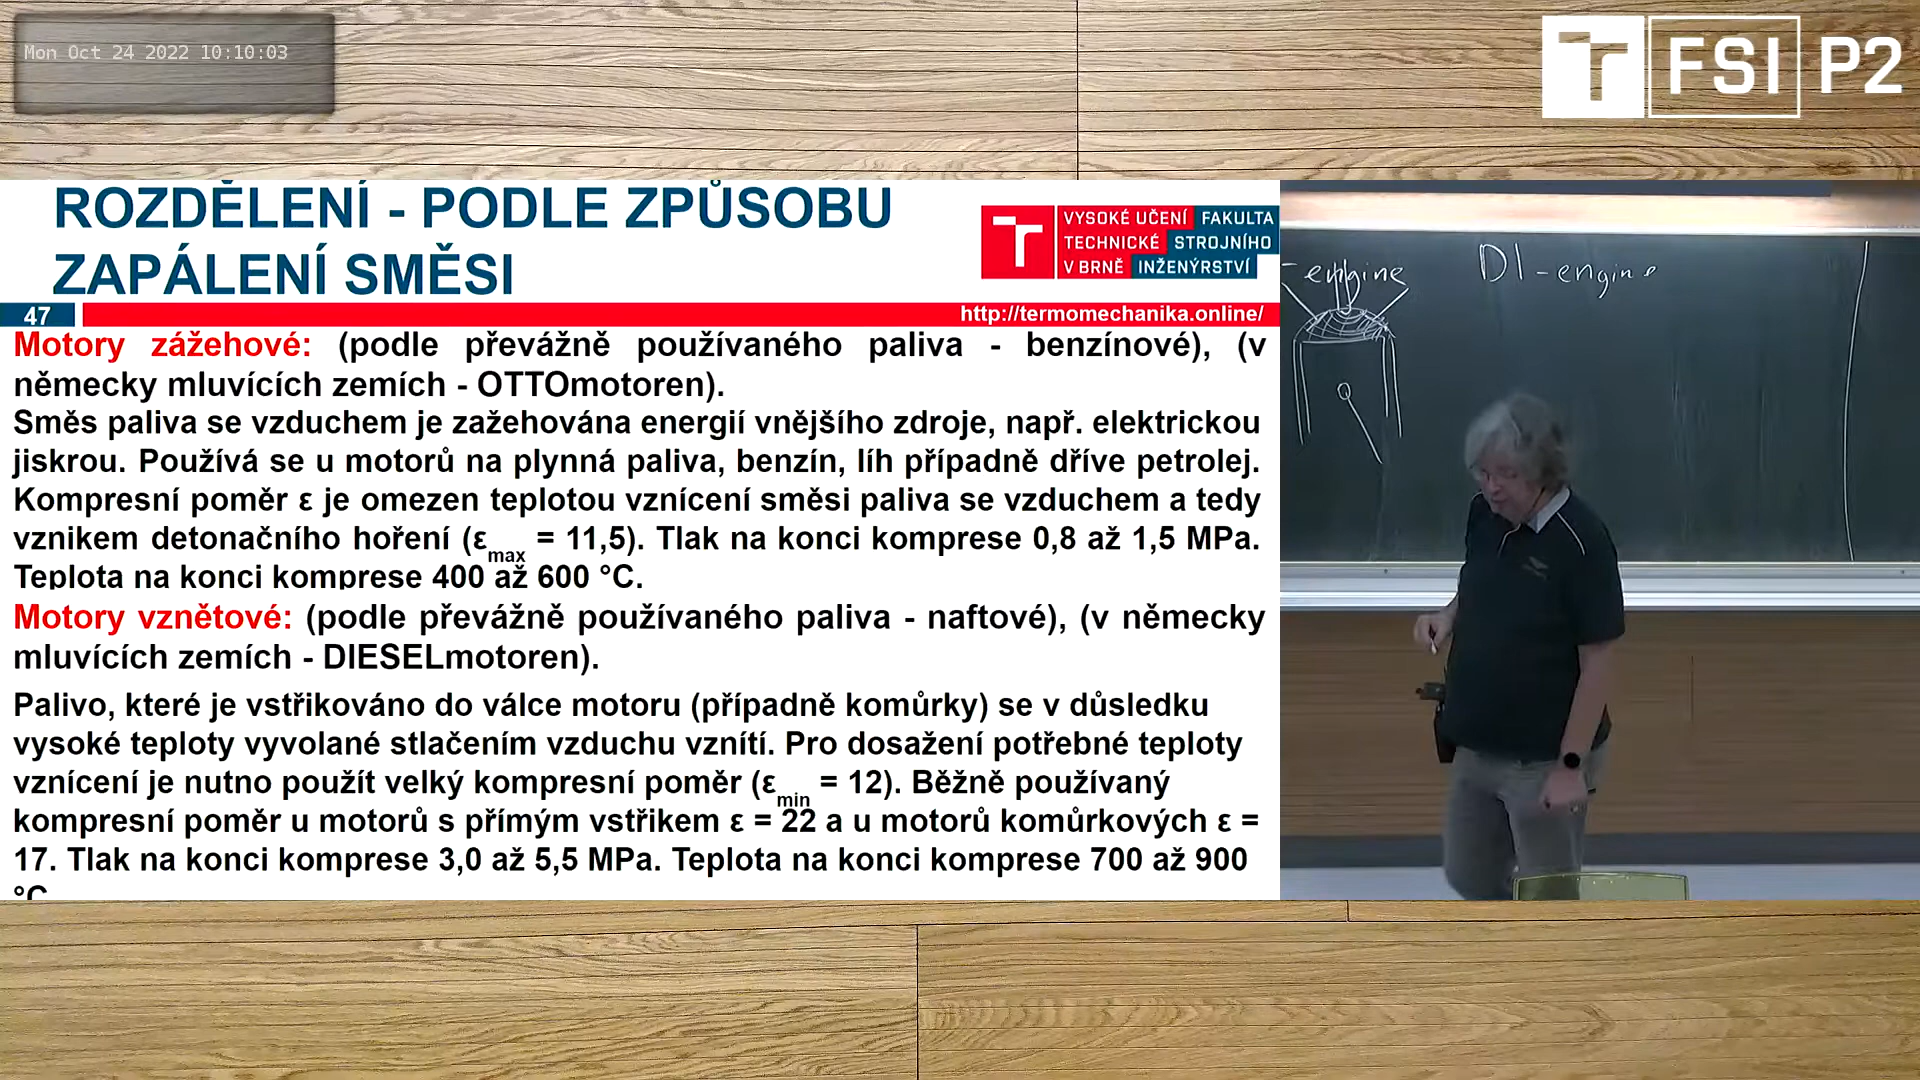 Mon Oct 24 2022 10:10:03
T FSI P2
ROZDĚLENÍ - PODLE ZPŮSOBU
ZAPÁLENÍ SMĚSI
VYSOKÉ UČENÍ FAKULTA
TECHNICKÉ STROJNÍHO
V BRNĚ INŽENÝRSTVÍ
47
http://termomechanika.online/
Motory zážehové: (podle převážně používaného paliva - benzínové), (v
německy mluvících zemích - OTTOmotoren).
Směs paliva se vzduchem je zažehována energií vnějšího zdroje, např. elektrickou
jiskrou. Používá se u motorů na plynná paliva, benzín, líh případně dříve petrolej.
Kompresní poměr ε je omezen teplotou vznícení směsi paliva se vzduchem a tedy
vznikem detonačního hoření (εmax = 11,5). Tlak na konci komprese 0,8 až 1,5 MPa.
Teplota na konci komprese 400 až 600 °C.
Motory vznětové: (podle převážně používaného paliva - naftové), (v německy
mluvících zemích - DIESELmotoren).
Palivo, které je vstřikováno do válce motoru (případně komůrky) se v důsledku
vysoké teploty vyvolané stlačením vzduchu vznítí. Pro dosažení potřebné teploty
vznícení je nutno použít velký kompresní poměr (εmin = 12). Běžně používaný
kompresní poměr u motorů s přímým vstřikem ε = 22 a u motorů komůrkových ε =
17. Tlak na konci komprese 3,0 až 5,5 MPa. Teplota na konci komprese 700 až 900
°C
-engine
DI-engine